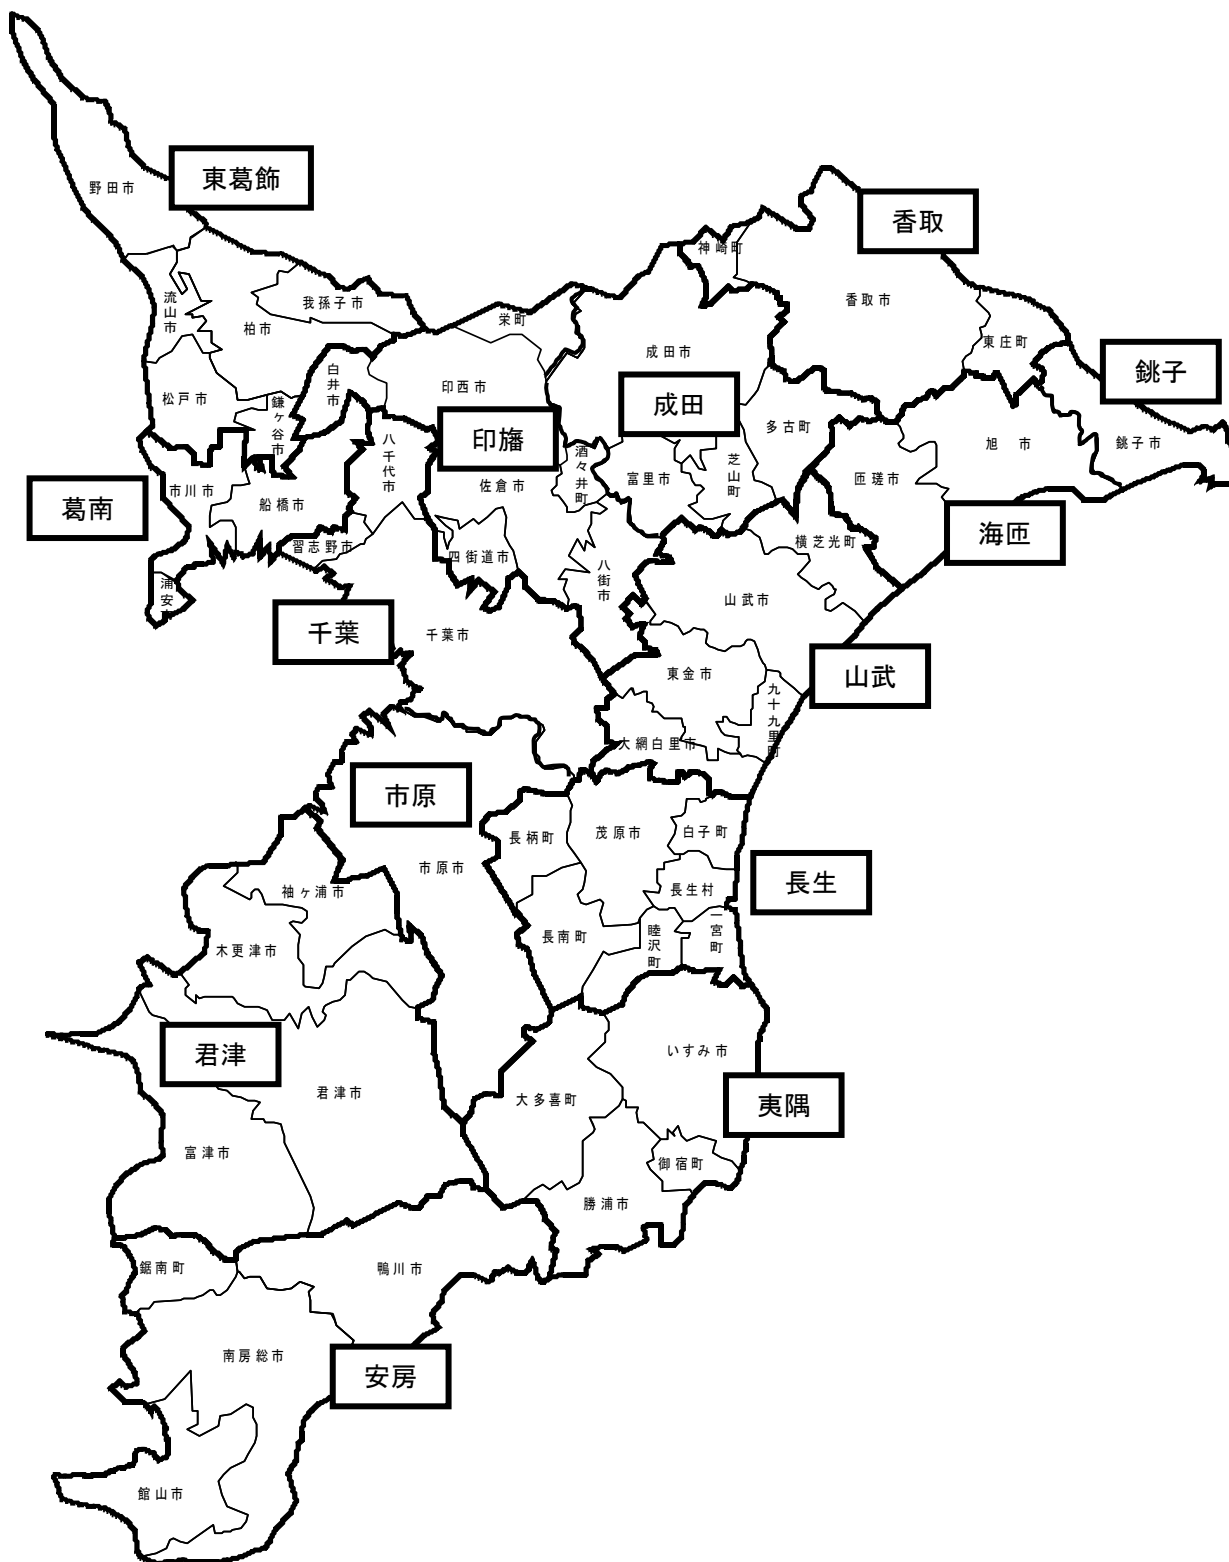 東葛飾
野田市
香取
神崎町
流山市
我孫子市
香取市
栄町
柏市
東庄町
成田市
銚子
白井市
印西市
松戸市
成田
鎌ヶ谷市
多古町
印旛
八千代市
旭市
銚子市
酒々井町
芝山町
富里市
匝瑳市
市川市
佐倉市
葛南
船橋市
海匝
習志野市
横芝光町
四街道市
八街市
浦安
山武市
千葉
千葉市
東金市
山武
九十九里町
大網白里市
市原
長柄町
茂原市
白子町
市原市
長生
袖ヶ浦市
長生村
一宮町
長南町
睦沢町
木更津市
君津
いすみ市
君津市
大多喜町
夷隅
富津市
御宿町
勝浦市
鋸南町
鴨川市
南房総市
安房
館山市